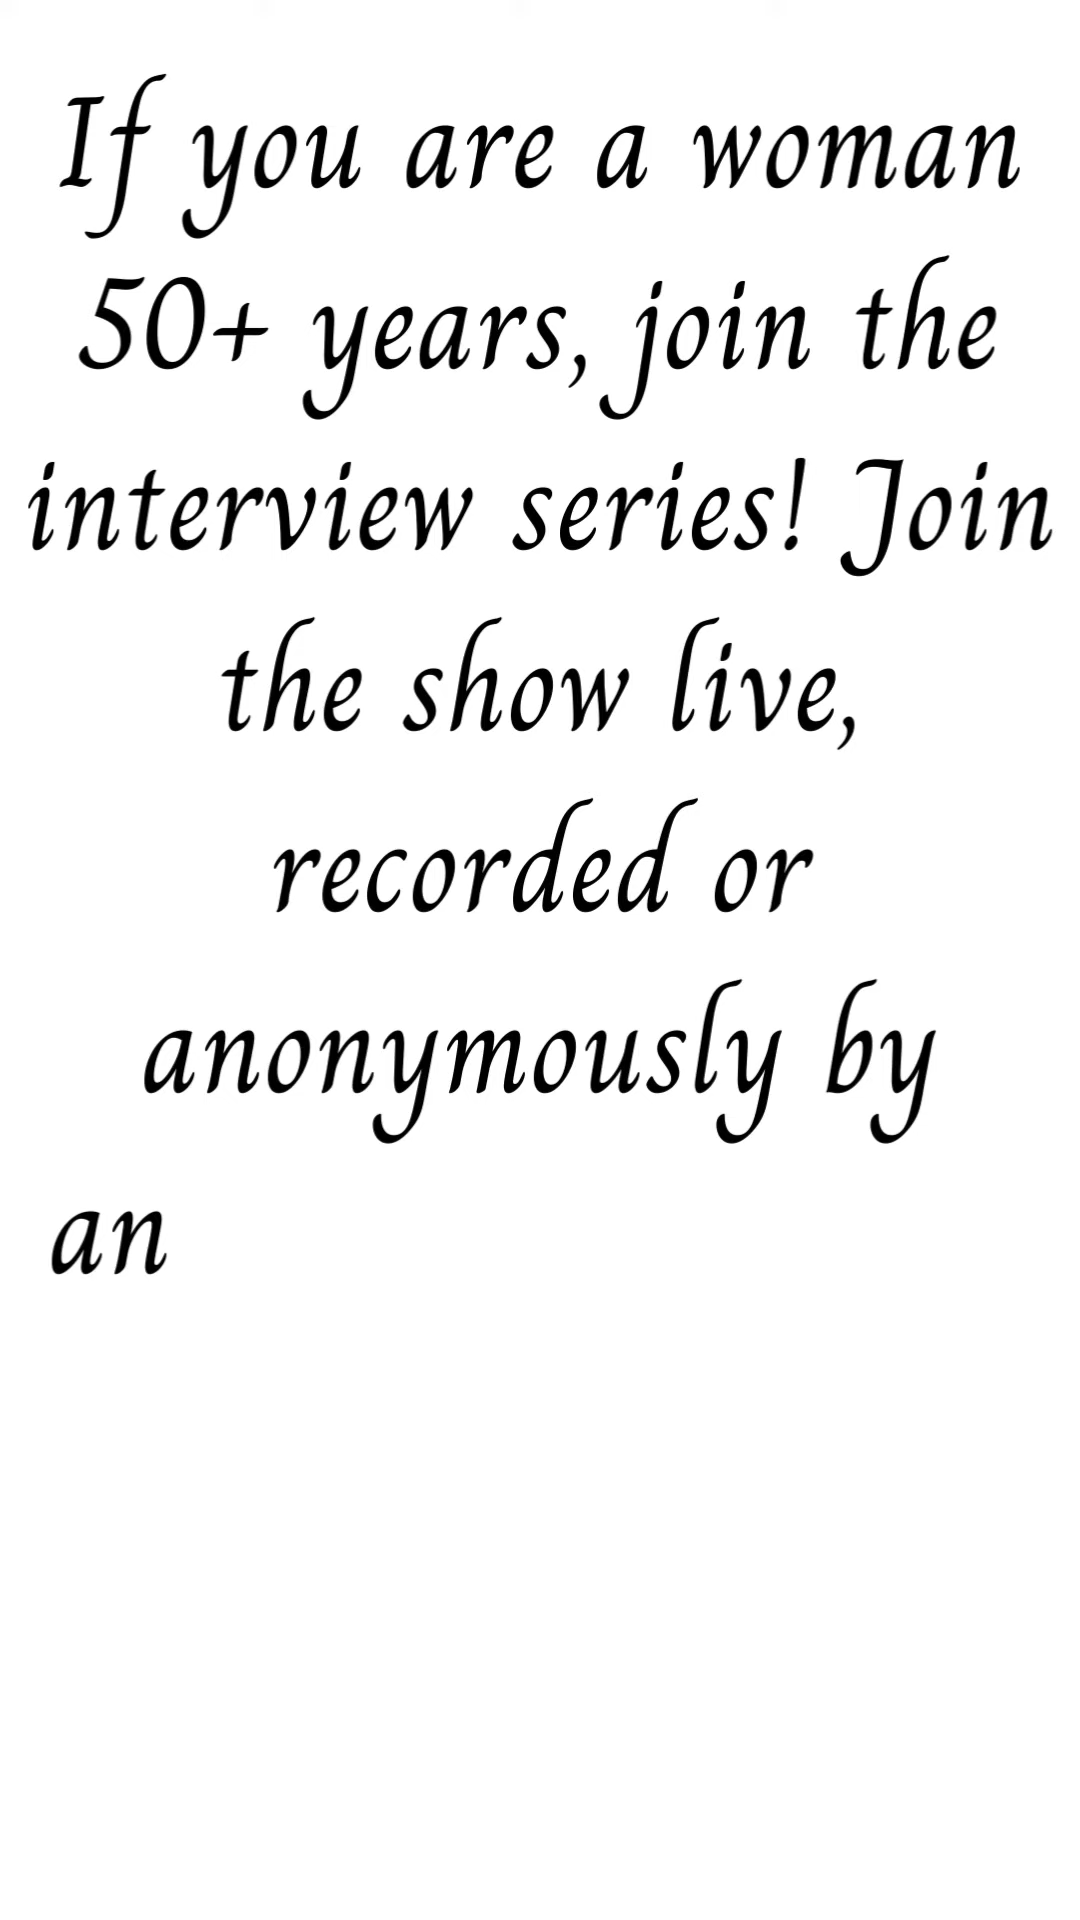 If you are a woman
50+ years, join the
interview series! Join
the show live,
recorded or
anonymously by
an